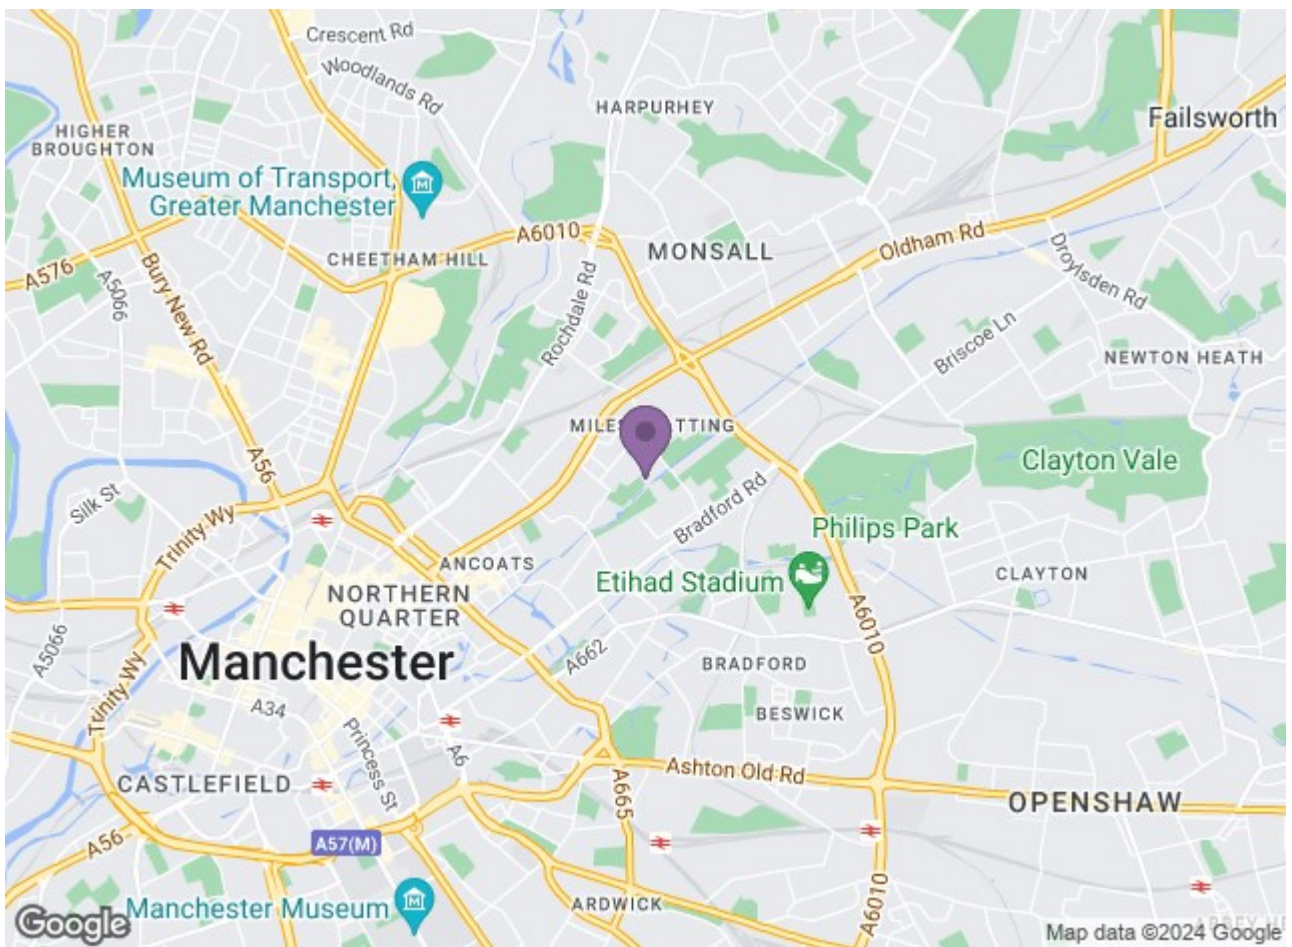 Crescent Rd
Woodlands Rd
HARPURHEY
Failsworth
HIGHER
BROUGHTON
Museum of Transport,
Greater Manchester
A6010
MONSALL
Oldham Rd
CHEETHAM HILL
A576
A5066
Bury New Rd
Rochdale Rd
Droylsden Rd
Briscoe Ln
NEWTON HEATH
MILES
TTING
A56
Clayton Vale
Silk St
Trinity Wy
Bradford Rd
Philips Park
ANCOATS
Etihad Stadium
CLAYTON
NORTHERN
QUARTER
A6010
A5066
Manchester
A662
BRADFORD
Trinity Wy
A34
BESWICK
Princess St
A6
CASTLEFIELD
Ashton Old Rd
A665
OPENSHAW
A56
A57(M)
Manchester Museum
ARDWICK
A6010
Google
Map data ©2024 Google